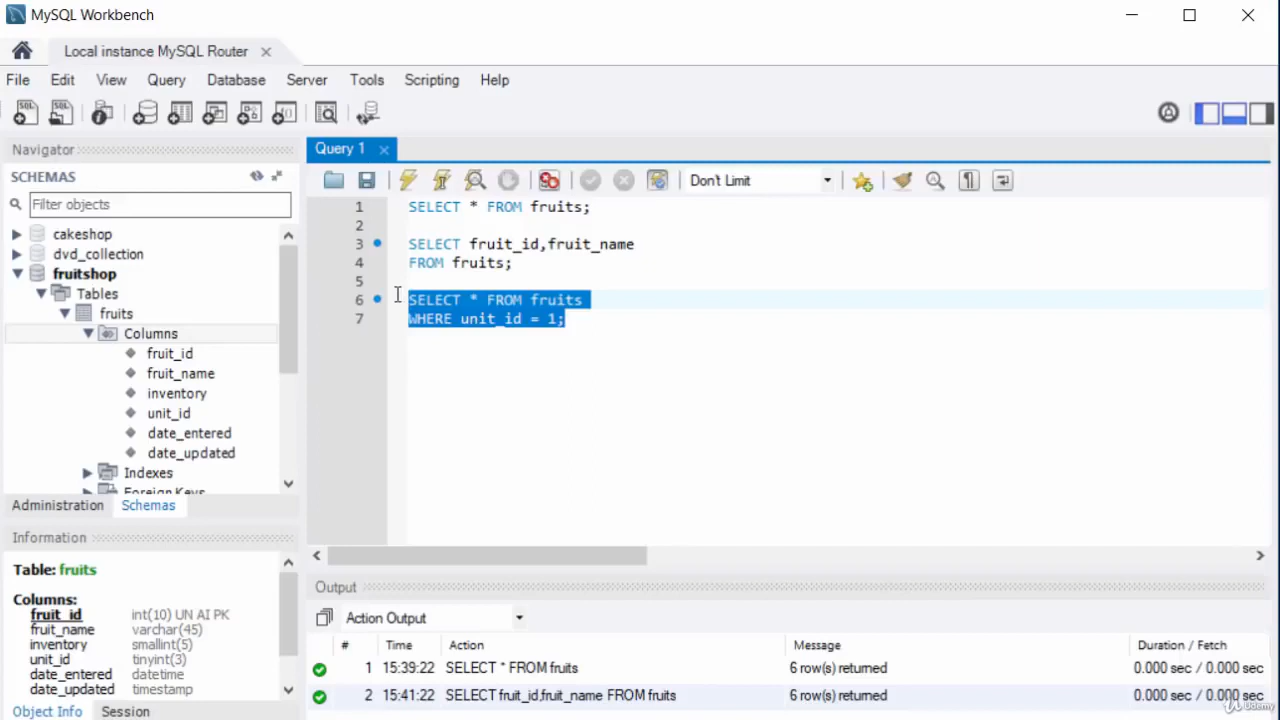 MySQL Workbench
Local instance MySQL Router
File Edit View Query Database Server Tools Scripting Help
Navigator
SCHEMAS
Filter objects
cakeshop
dvd_collection
fruitshop
Tables
fruits
Columns
fruit_id
fruit_name
inventory
unit_id
date_entered
date_updated
Indexes
Foreign Keys
Administration Schemas
Information
Table: fruits
Columns:
fruit_id int(10) UN AI PK
fruit_name varchar(45)
inventory smallint(5)
unit_id tinyint(3)
date_entered datetime
date_updated timestamp
Object Info Session
Query 1
Don't Limit
1 SELECT * FROM fruits;
2
3 SELECT fruit_id,fruit_name
4 FROM fruits;
5
6 SELECT * FROM fruits
7 WHERE unit_id = 1;
Output
Action Output
# Time Action Message Duration / Fetch
1 15:39:22 SELECT * FROM fruits 6 row(s) returned 0.000 sec / 0.000 sec
2 15:41:22 SELECT fruit_id,fruit_name FROM fruits 6 row(s) returned 0.000 sec / 0.000 sec
Udemy